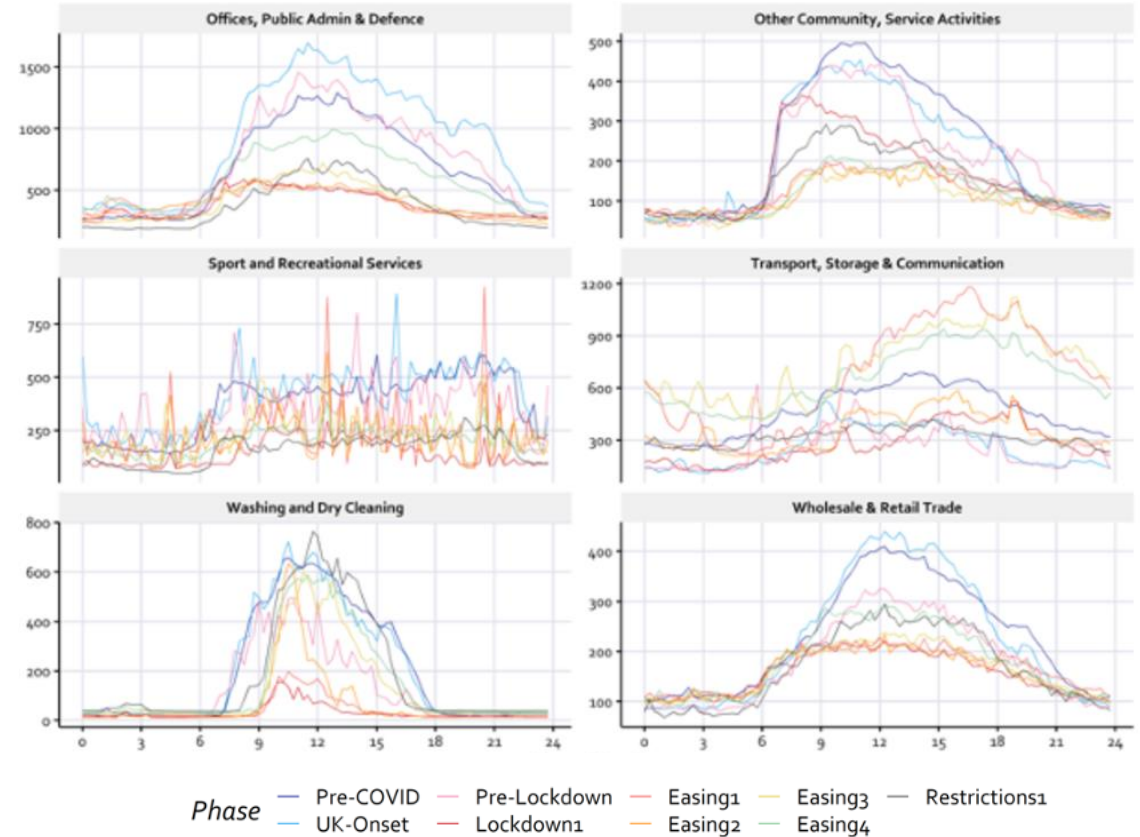 Offices, Public Admin & Defence
Other Community, Service Activities
1500
1000
500
500
400
300
200
100
Sport and Recreational Services
Transport, Storage & Communication
750
500
250
1200
900
600
300
Washing and Dry Cleaning
Wholesale & Retail Trade
800
600
400
200
0
400
300
200
100
0 3 6 9 12 15 18 21 24
0 3 6 9 12 15 18 21 24
Phase
Pre-COVID Pre-Lockdown Easing1 Easing3 Restrictions1
UK-Onset Lockdown1 Easing2 Easing4